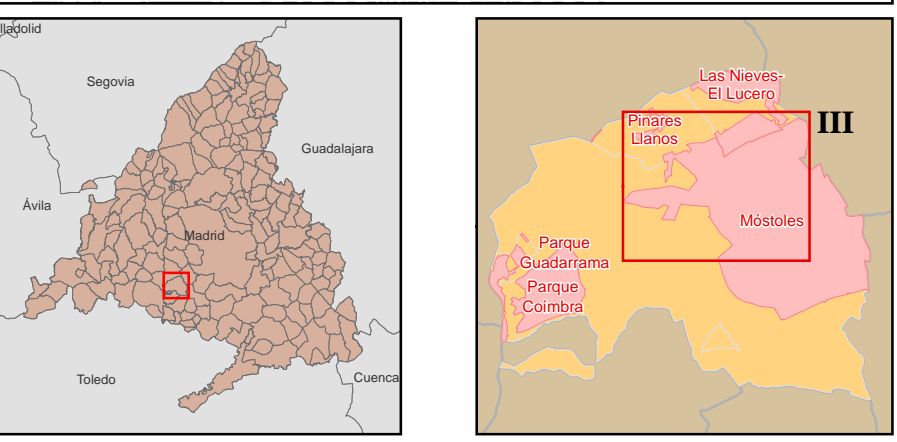 lladolid
Segovia
Guadalajara
Ávila
Madrid
Toledo
Cuenca
Las Nieves-
El Lucero
III
Pinares
Llanos
Móstoles
Parque
Guadarrama
Parque
Coímbra